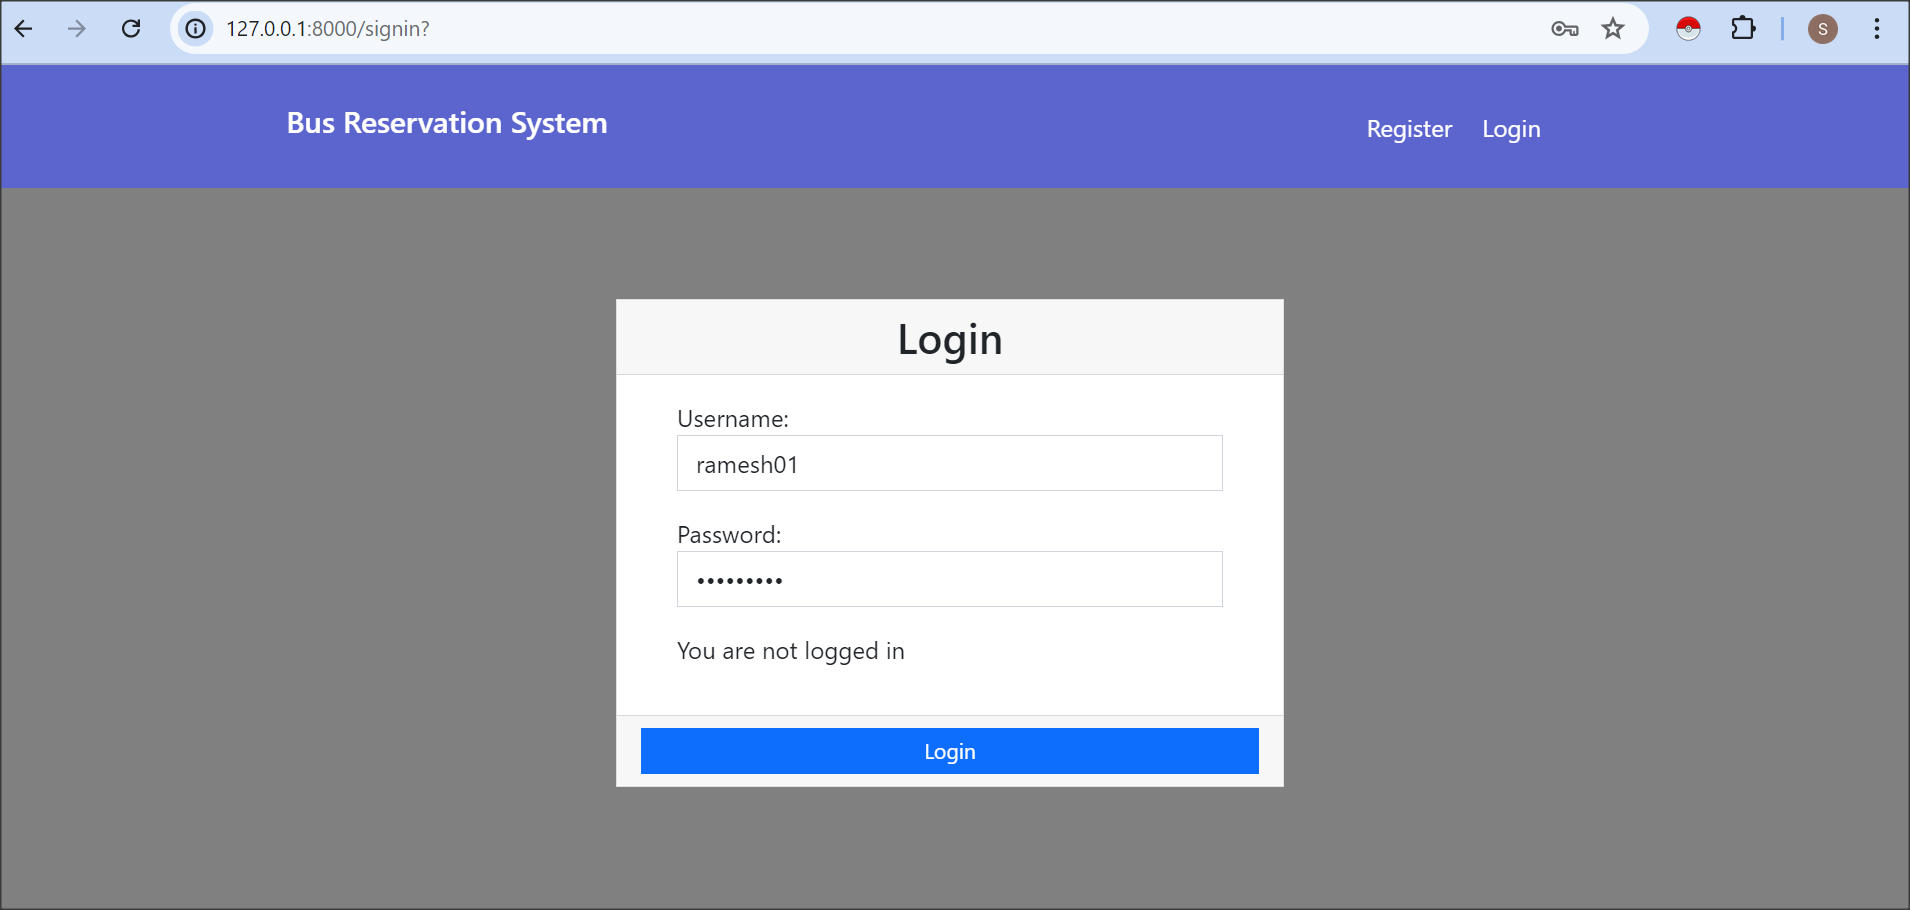 127.0.0.1:8000/signin?
S
Bus Reservation System
Register Login
Login
Username:
ramesh01
Password:
•••••••••
You are not logged in
Login